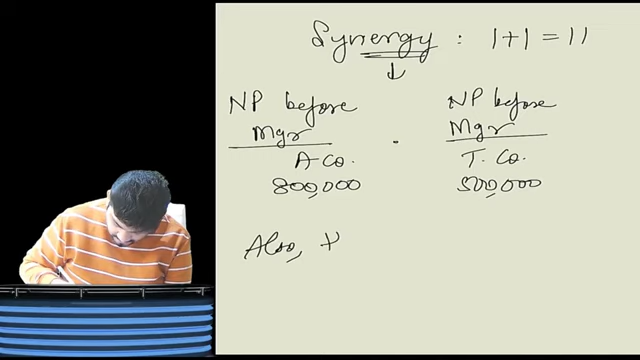 Synergy : 1+1 = 11
NP before NP before
Mgr Mgr
A Co. T. Co.
800,000 500,000
Also,